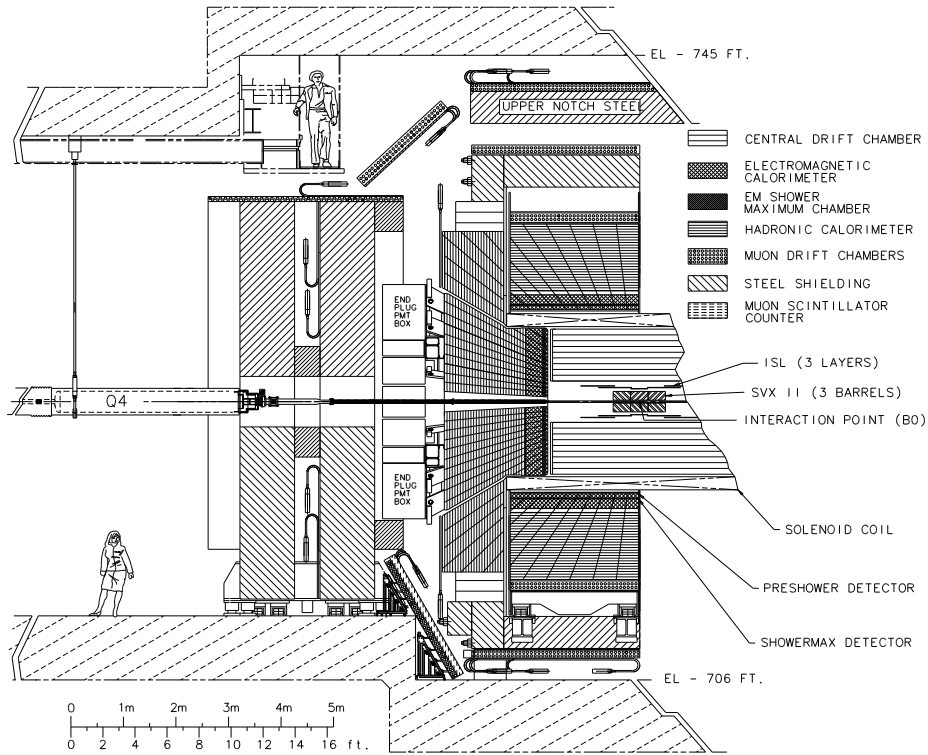 EL - 745 FT.
UPPER NOTCH STEEL
CENTRAL DRIFT CHAMBER
ELECTROMAGNETIC
CALORIMETER
EM SHOWER
MAXIMUM CHAMBER
HADRONIC CALORIMETER
MUON DRIFT CHAMBERS
STEEL SHIELDING
MUON SCINTILLATOR
COUNTER
END
PLUG
PMT
BOX
ISL (3 LAYERS)
Q4
SVX II (3 BARRELS)
INTERACTION POINT (B0)
END
PLUG
PMT
BOX
SOLENOID COIL
PRESHOWER DETECTOR
SHOWERMAX DETECTOR
EL - 706 FT.
0 1m 2m 3m 4m 5m
0 2 4 6 8 10 12 14 16 ft.